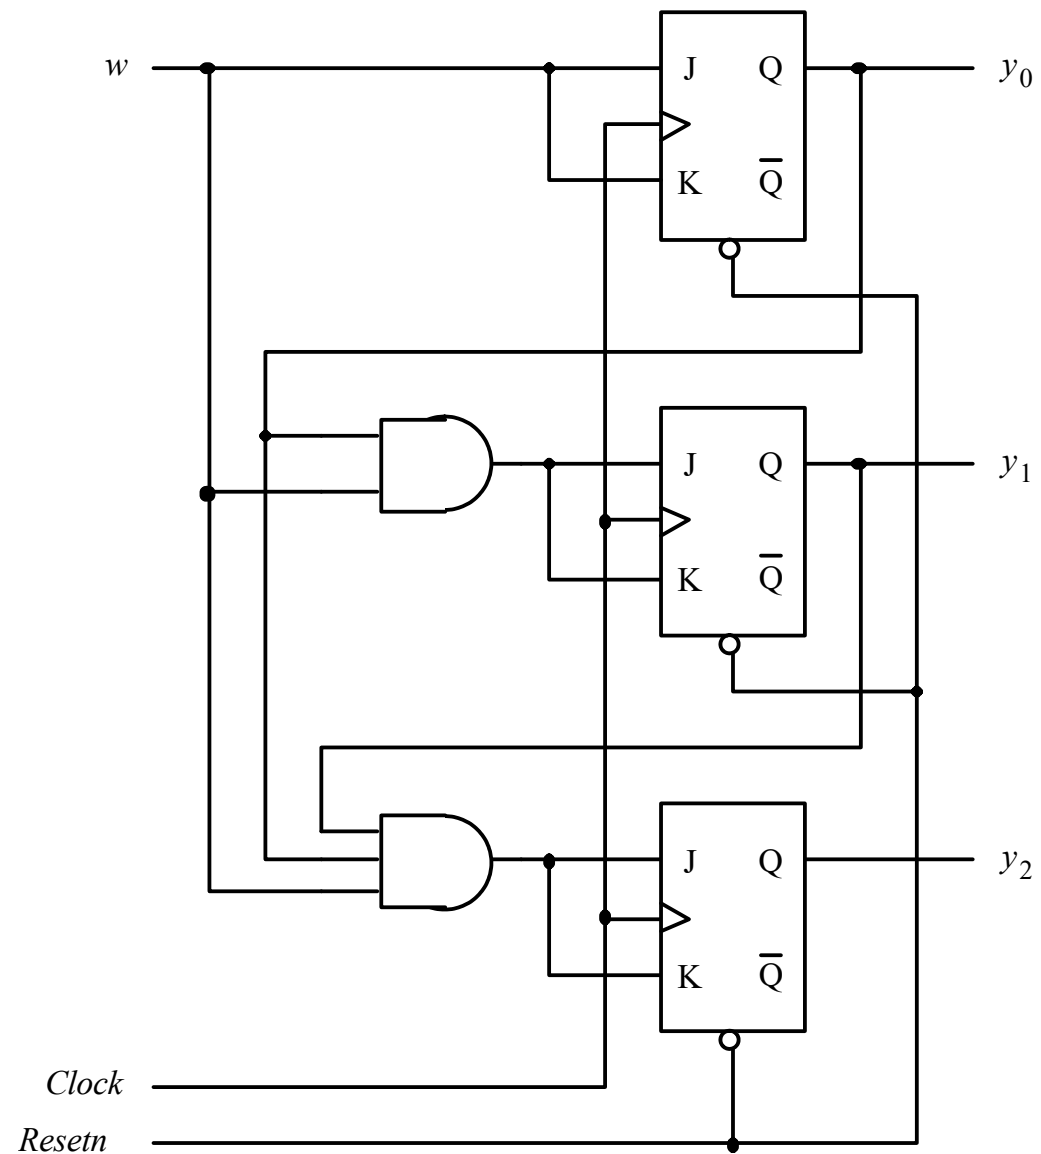 w J Q y0
K Q̅
J Q y1
K Q̅
J Q y2
K Q̅
Clock
Resetn